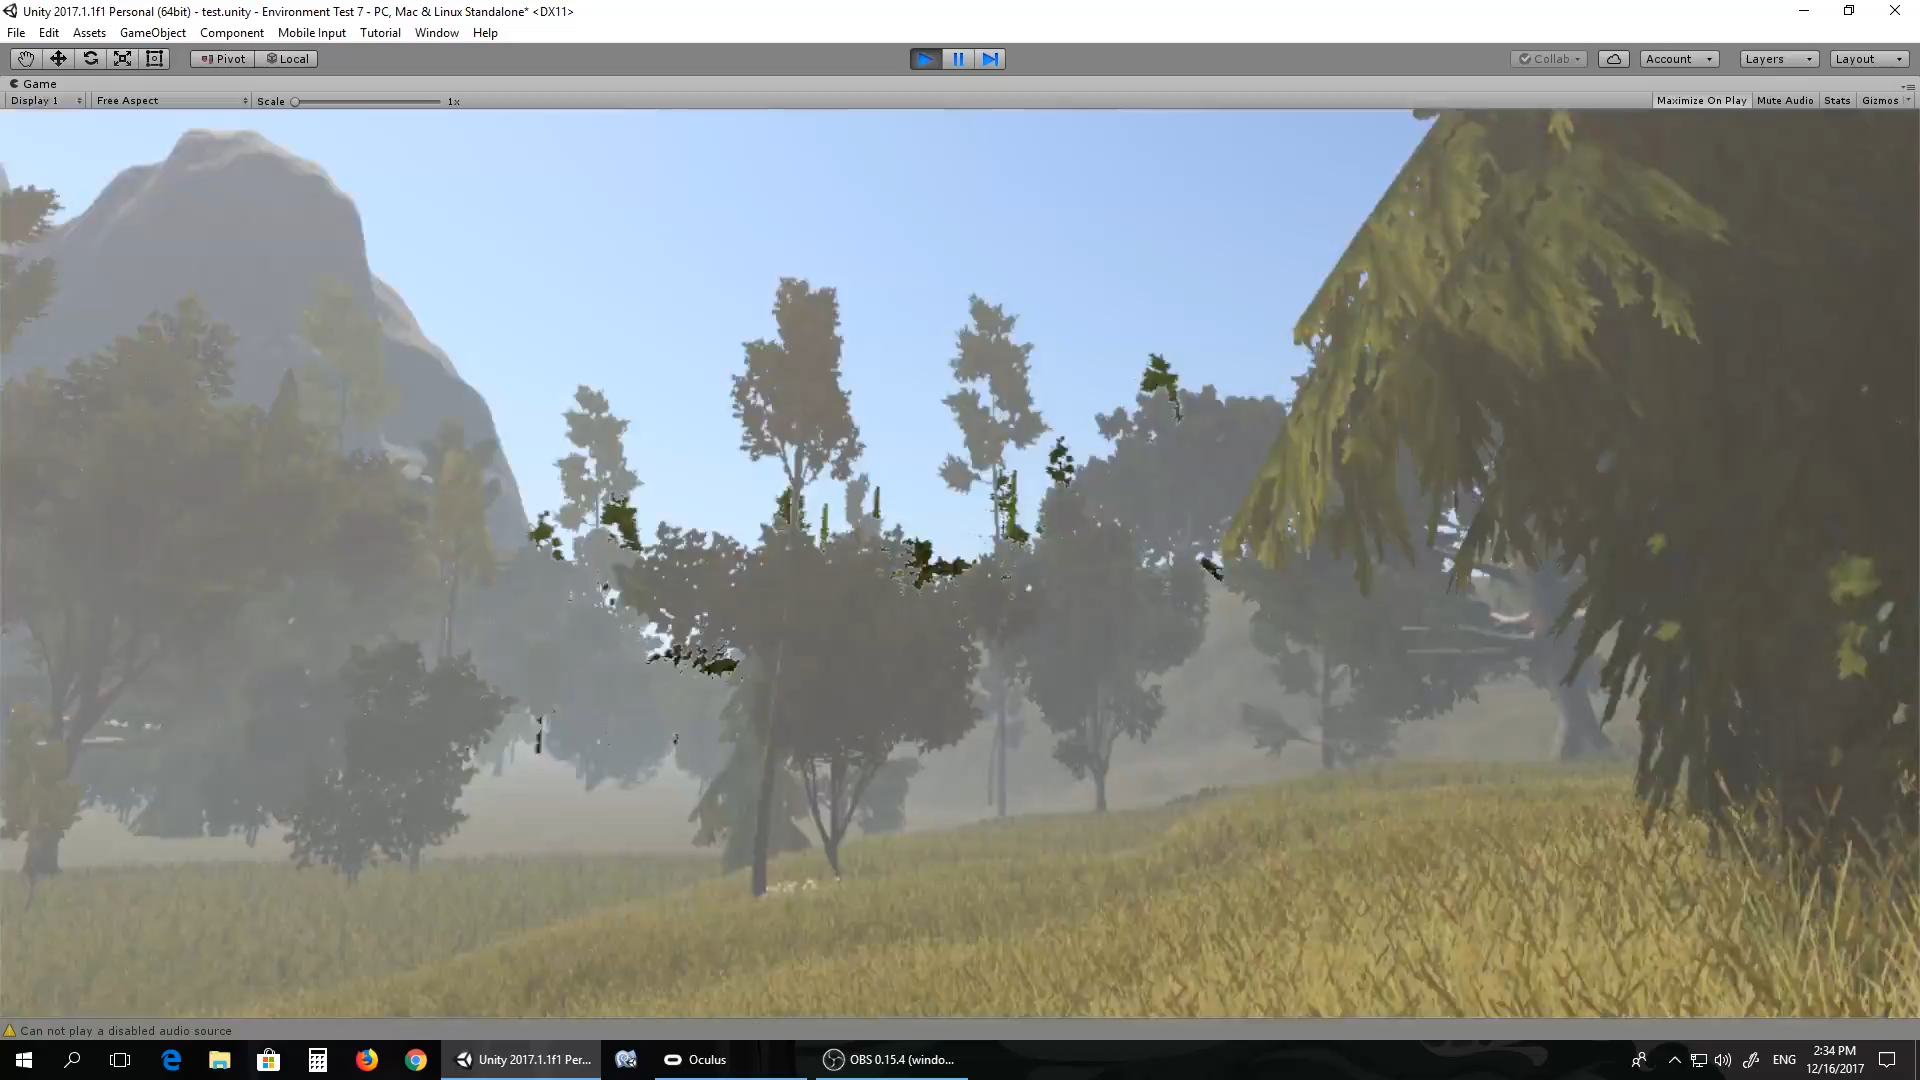 Unity 2017.1.1f1 Personal (64bit) - test.unity - Environment Test 7 - PC, Mac & Linux Standalone* <DX11>
File Edit Assets GameObject Component Mobile Input Tutorial Window Help
Pivot Local Collab Account Layers Layout
Game
Display 1 Free Aspect Scale 1x Maximize On Play Mute Audio Stats Gizmos
Can not play a disabled audio source
Unity 2017.1.1f1 Per... Oculus OBS 0.15.4 (windo... ENG 2:34 PM
12/16/2017